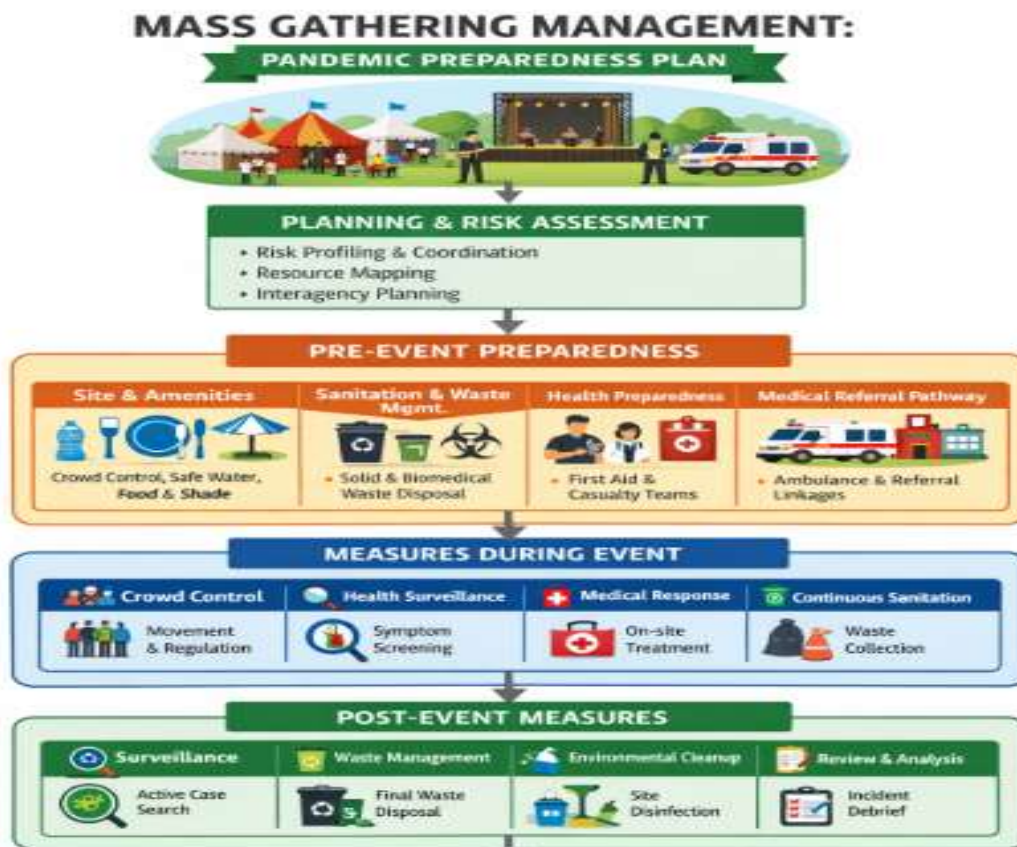 MASS GATHERING MANAGEMENT:
PANDEMIC PREPAREDNESS PLAN
PLANNING & RISK ASSESSMENT
• Risk Profiling & Coordination
• Resource Mapping
• Interagency Planning
PRE-EVENT PREPAREDNESS
Site & Amenities
Crowd Control, Safe Water,
Food & Shade
Sanitation & Waste
Mgmt.
• Solid & Biomedical
Waste Disposal
Health Preparedness
• First Aid &
Casualty Teams
Medical Referral Pathway
• Ambulance & Referral
Linkages
MEASURES DURING EVENT
Crowd Control
Movement
& Regulation
Health Surveillance
Symptom
Screening
Medical Response
On-site
Treatment
Continuous Sanitation
Waste
Collection
POST-EVENT MEASURES
Surveillance
Active Case
Search
Waste Management
Final Waste
Disposal
Environmental Cleanup
Site
Disinfection
Review & Analysis
Incident
Debrief